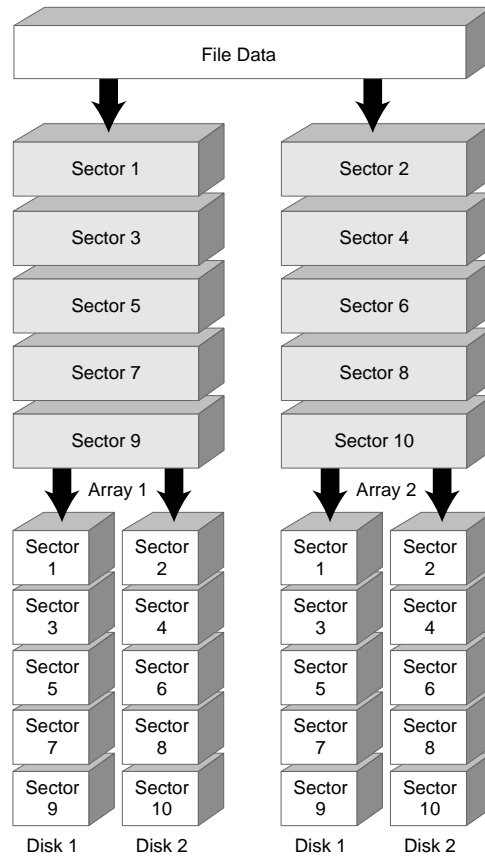 File Data
Sector 1
Sector 2
Sector 3
Sector 4
Sector 5
Sector 6
Sector 7
Sector 8
Sector 9
Sector 10
Array 1
Array 2
Sector
1
Sector
2
Sector
1
Sector
2
Sector
3
Sector
4
Sector
3
Sector
4
Sector
5
Sector
6
Sector
5
Sector
6
Sector
7
Sector
8
Sector
7
Sector
8
Sector
9
Sector
10
Sector
9
Sector
10
Disk 1
Disk 2
Disk 1
Disk 2